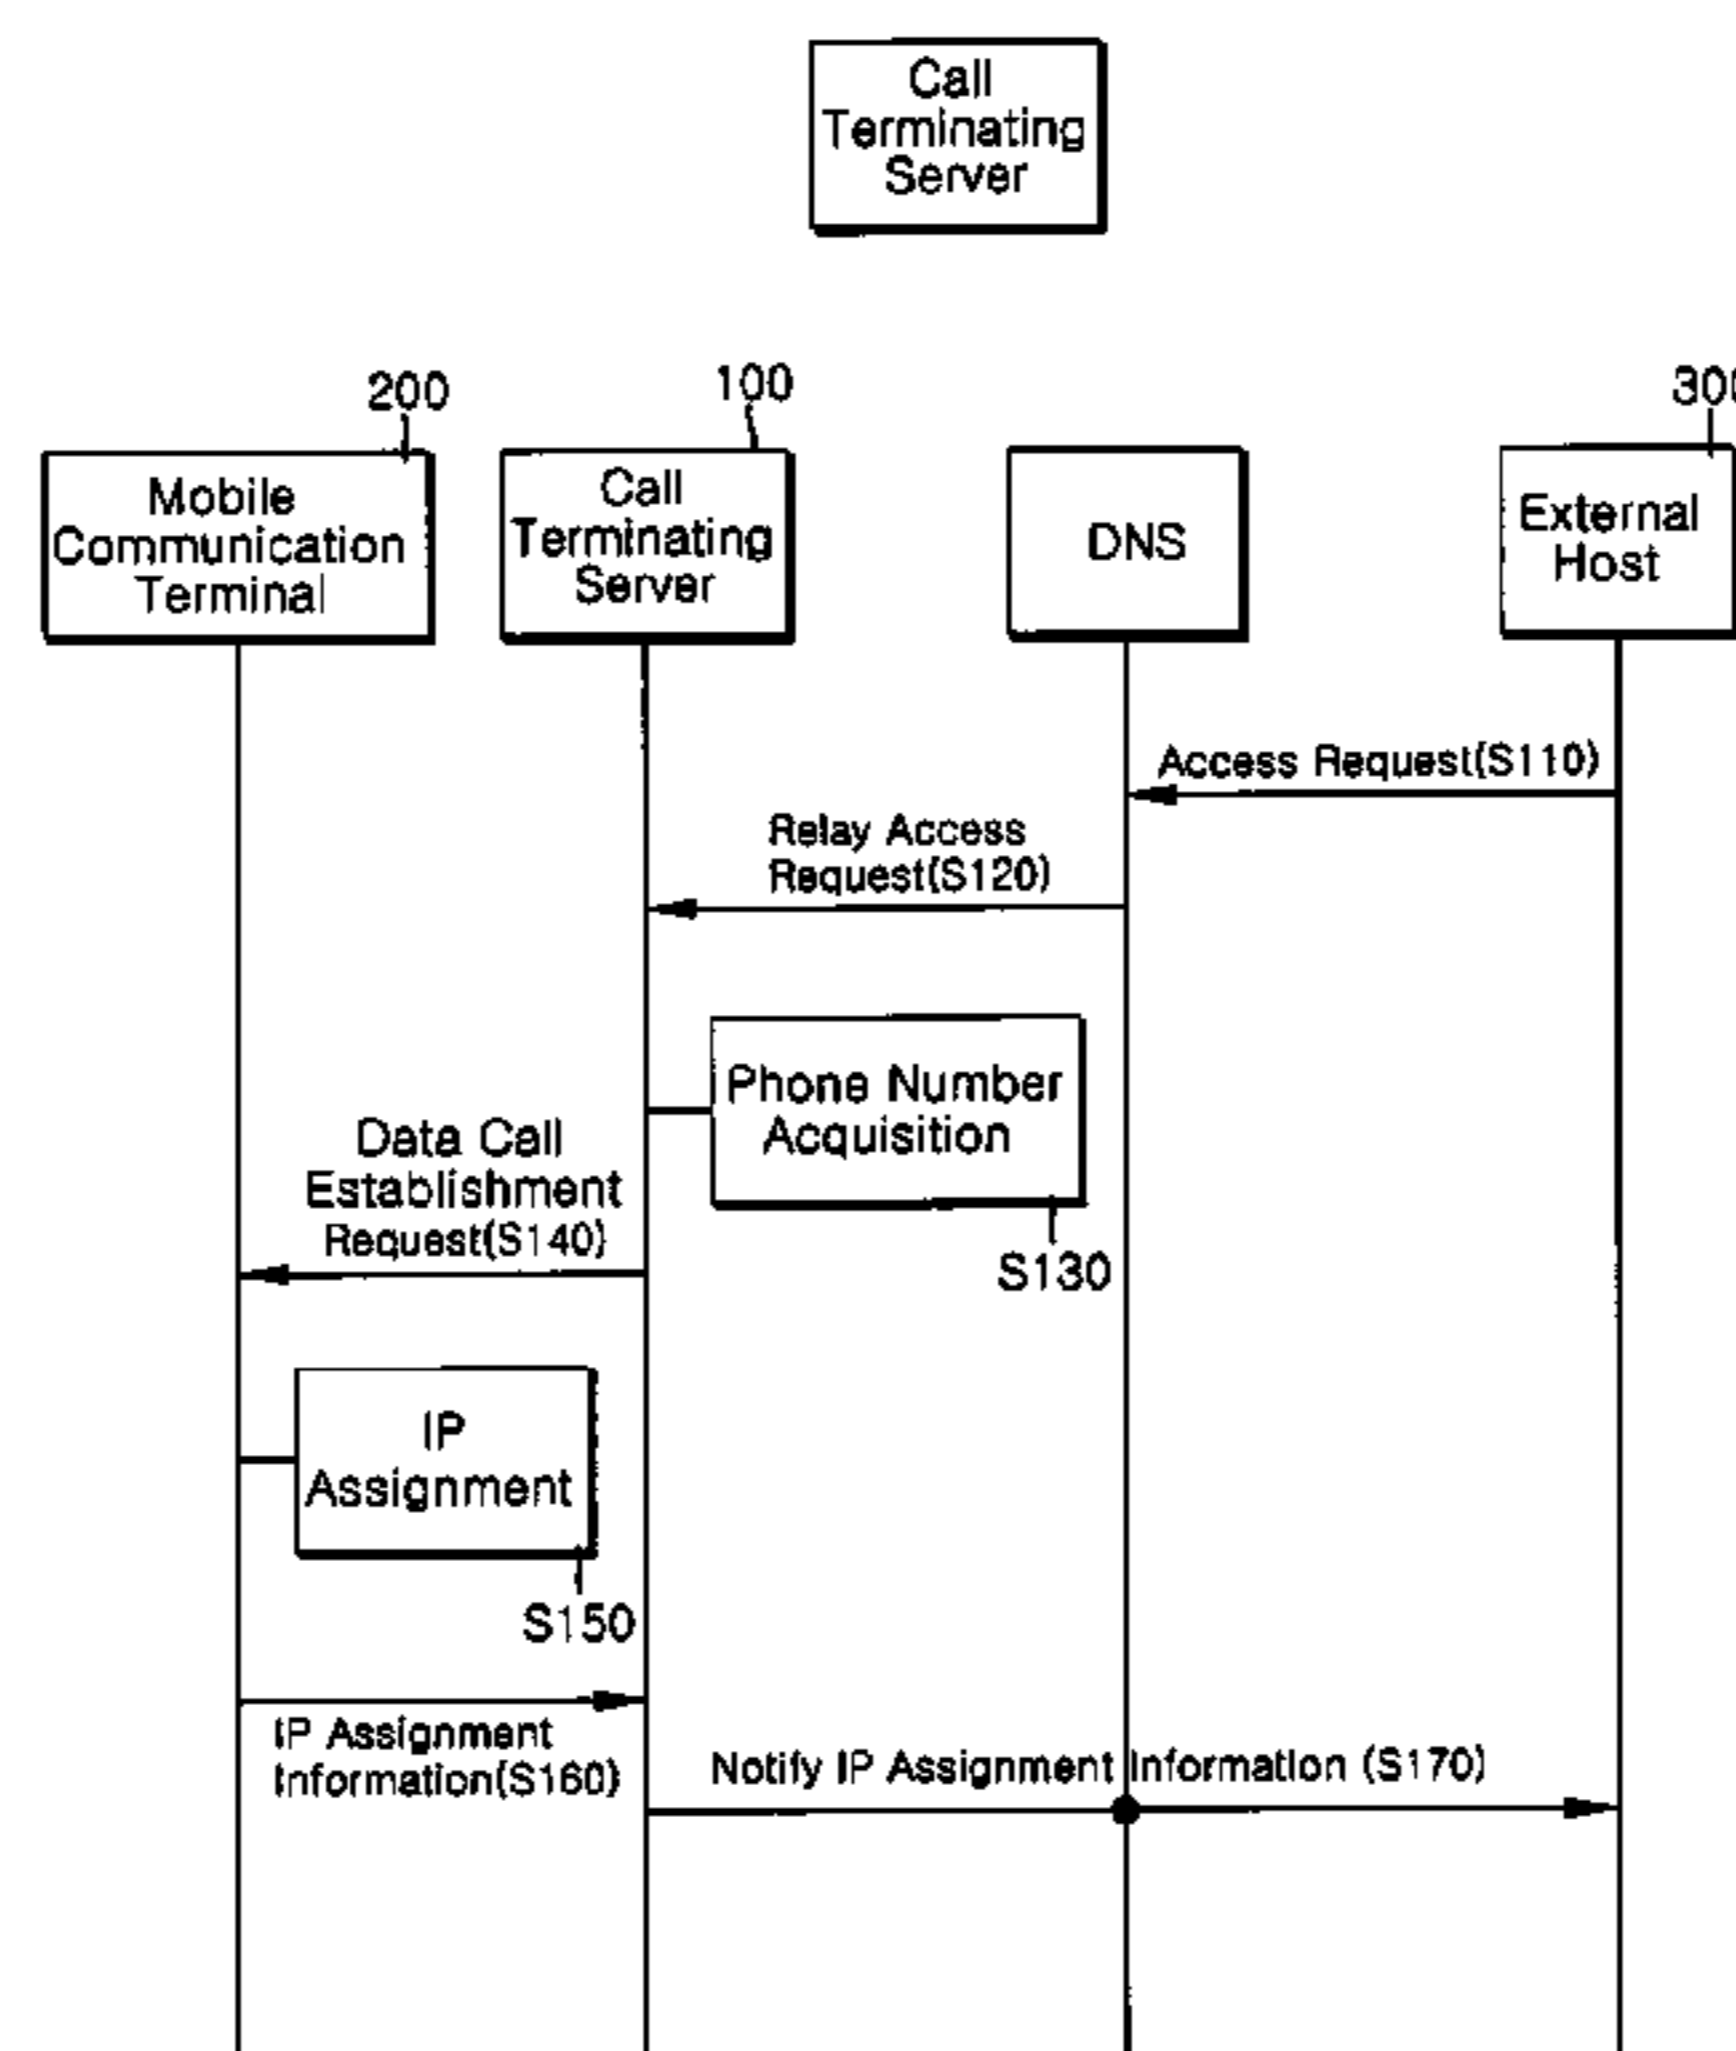 Call
Terminating
Server
200
100
300
Mobile
Communication
Terminal
Call
Terminating
Server
DNS
External
Host
Access Request(S110)
Relay Access
Request(S120)
Phone Number
Acquisition
S130
Data Call
Establishment
Request(S140)
IP
Assignment
S150
IP Assignment
Information(S160)
Notify IP Assignment Information (S170)